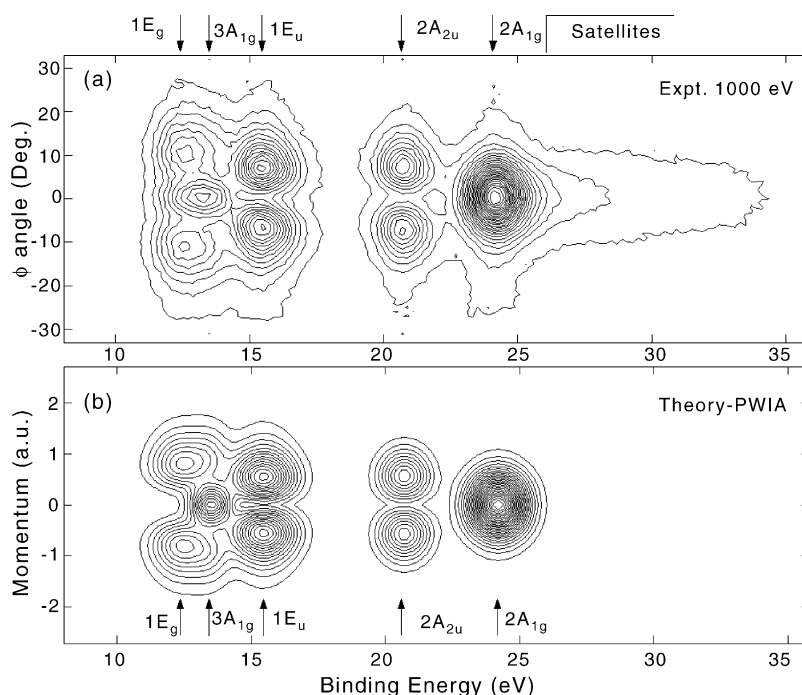 1E_g 3A_1g 1E_u 2A_2u 2A_1g Satellites
(a) Expt. 1000 eV
30
20
10
0
-10
-20
-30
ϕ angle (Deg.)
10 15 20 25 30 35
(b) Theory-PWIA
2
1
0
-1
-2
Momentum (a.u.)
1E_g 3A_1g 1E_u 2A_2u 2A_1g
10 15 20 25 30 35
Binding Energy (eV)